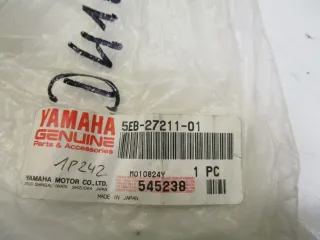 YAMAHA
GENUINE
Parts & Accessories
5EB-27211-01
1P242
M010824Y
1 PC
YAMAHA MOTOR CO., LTD.
545238
MADE IN JAPAN